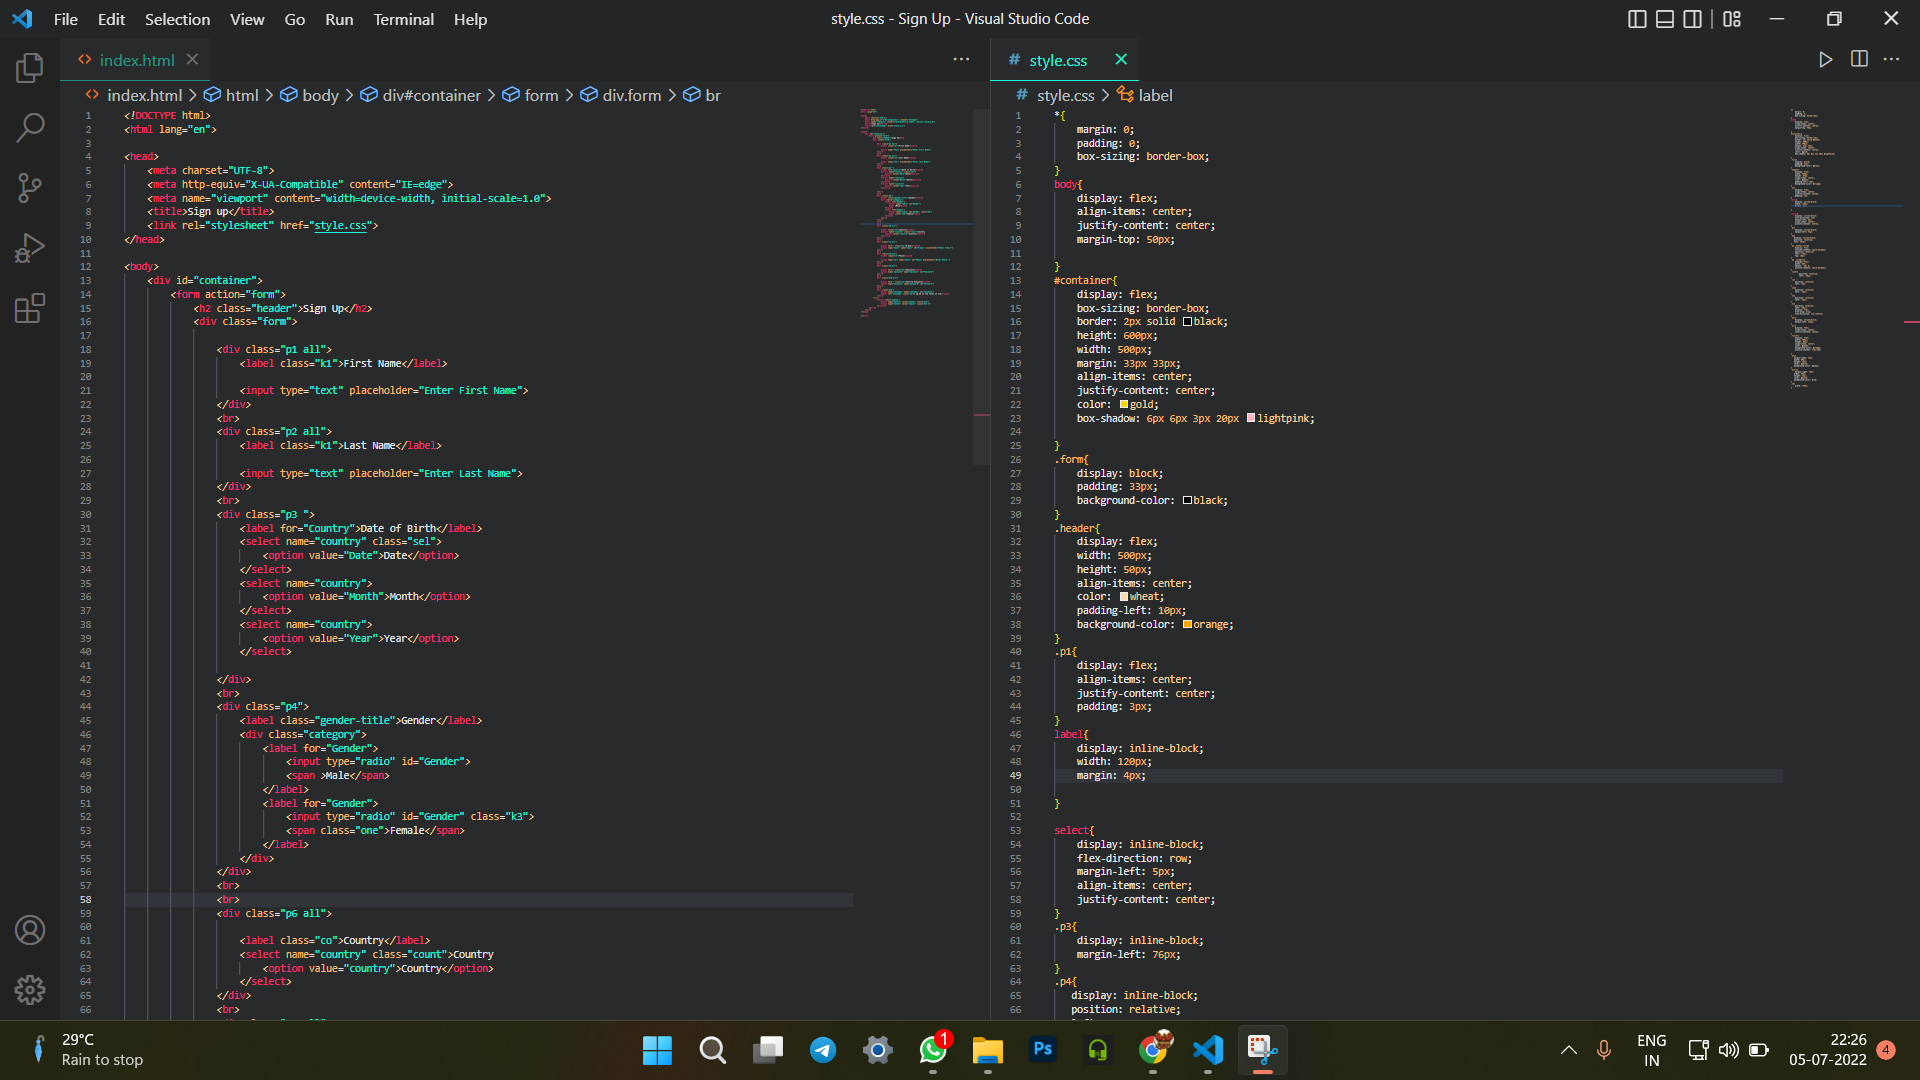 File Edit Selection View Go Run Terminal Help
style.css - Sign Up - Visual Studio Code
index.html
index.html > html > body > div#container > form > div.form > br
1 <!DOCTYPE html>
2 <html lang="en">
3
4 <head>
5 <meta charset="UTF-8">
6 <meta http-equiv="X-UA-Compatible" content="IE=edge">
7 <meta name="viewport" content="width=device-width, initial-scale=1.0">
8 <title>Sign up</title>
9 <link rel="stylesheet" href="style.css">
10 </head>
11
12 <body>
13 <div id="container">
14 <form action="form">
15 <h2 class="header">Sign Up</h2>
16 <div class="form">
17
18 <div class="p1 all">
19 <label class="k1">First Name</label>
20
21 <input type="text" placeholder="Enter First Name">
22 </div>
23 <br>
24 <div class="p2 all">
25 <label class="k1">Last Name</label>
26
27 <input type="text" placeholder="Enter Last Name">
28 </div>
29 <br>
30 <div class="p3 ">
31 <label for="Country">Date of Birth</label>
32 <select name="country" class="sel">
33 <option value="Date">Date</option>
34 </select>
35 <select name="country">
36 <option value="Month">Month</option>
37 </select>
38 <select name="country">
39 <option value="Year">Year</option>
40 </select>
41
42 </div>
43 <br>
44 <div class="p4">
45 <label class="gender-title">Gender</label>
46 <div class="category">
47 <label for="Gender">
48 <input type="radio" id="Gender">
49 <span >Male</span>
50 </label>
51 <label for="Gender">
52 <input type="radio" id="Gender" class="k3">
53 <span class="one">Female</span>
54 </label>
55 </div>
56 </div>
57 <br>
58 <br>
59 <div class="p6 all">
60
61 <label class="co">Country</label>
62 <select name="country" class="count">Country
63 <option value="country">Country</option>
64 </select>
65 </div>
66 <br>
# style.css
# style.css > label
1 *{
2 margin: 0;
3 padding: 0;
4 box-sizing: border-box;
5 }
6 body{
7 display: flex;
8 align-items: center;
9 justify-content: center;
10 margin-top: 50px;
11
12 }
13 #container{
14 display: flex;
15 box-sizing: border-box;
16 border: 2px solid black;
17 height: 600px;
18 width: 500px;
19 margin: 33px 33px;
20 align-items: center;
21 justify-content: center;
22 color: gold;
23 box-shadow: 6px 6px 3px 20px lightpink;
24
25 }
26 .form{
27 display: block;
28 padding: 33px;
29 background-color: black;
30 }
31 .header{
32 display: flex;
33 width: 500px;
34 height: 50px;
35 align-items: center;
36 color: wheat;
37 padding-left: 10px;
38 background-color: orange;
39 }
40 .p1{
41 display: flex;
42 align-items: center;
43 justify-content: center;
44 padding: 3px;
45 }
46 label{
47 display: inline-block;
48 width: 120px;
49 margin: 4px;
50
51 }
52
53 select{
54 display: inline-block;
55 flex-direction: row;
56 margin-left: 5px;
57 align-items: center;
58 justify-content: center;
59 }
60 .p3{
61 display: inline-block;
62 margin-left: 76px;
63 }
64 .p4{
65 display: inline-block;
66 position: relative;
29°C
Rain to stop
1
Ps
ENG
IN
22:26
05-07-2022
4